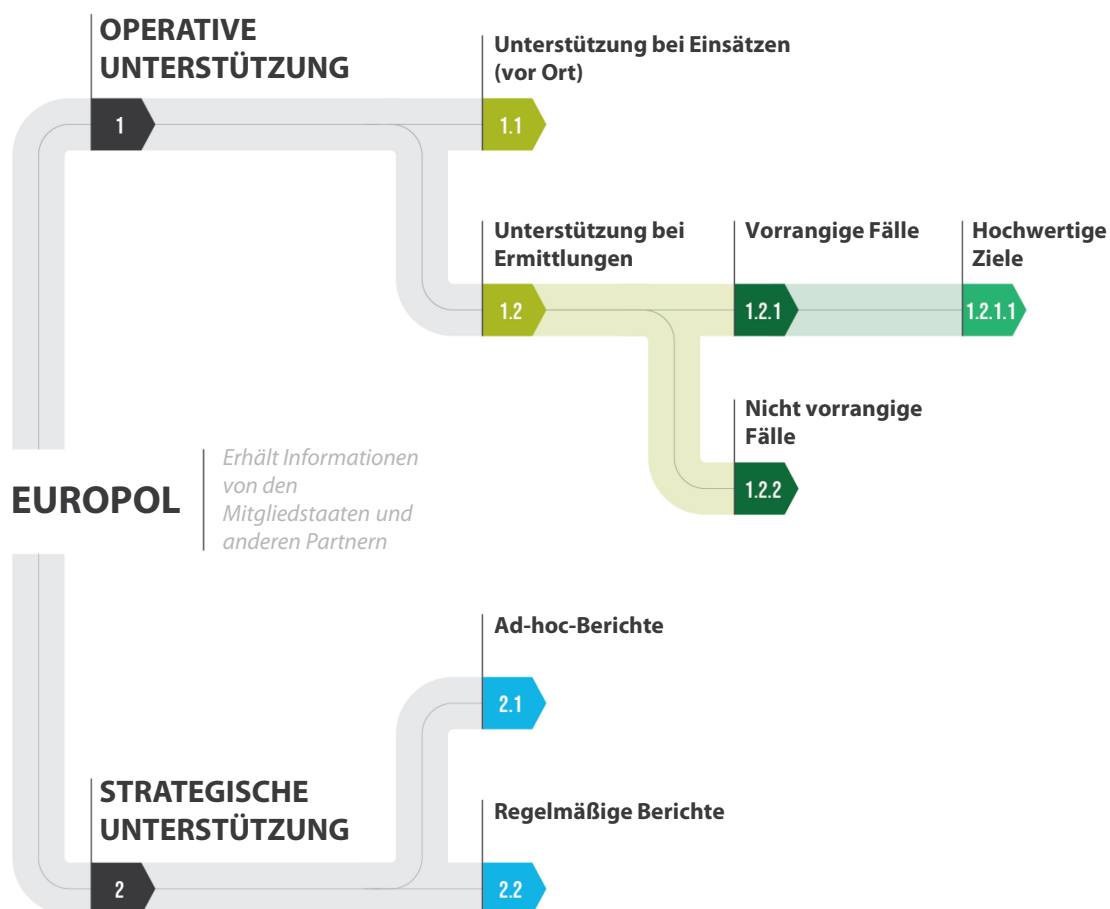 OPERATIVE
UNTERSTÜTZUNG
1
Unterstützung bei Einsätzen
(vor Ort)
1.1
Unterstützung bei
Ermittlungen
1.2
Vorrangige Fälle
1.2.1
Hochwertige
Ziele
1.2.1.1
Nicht vorrangige
Fälle
1.2.2
EUROPOL
Erhält Informationen
von den
Mitgliedstaaten und
anderen Partnern
Ad-hoc-Berichte
2.1
STRATEGISCHE
UNTERSTÜTZUNG
2
Regelmäßige Berichte
2.2